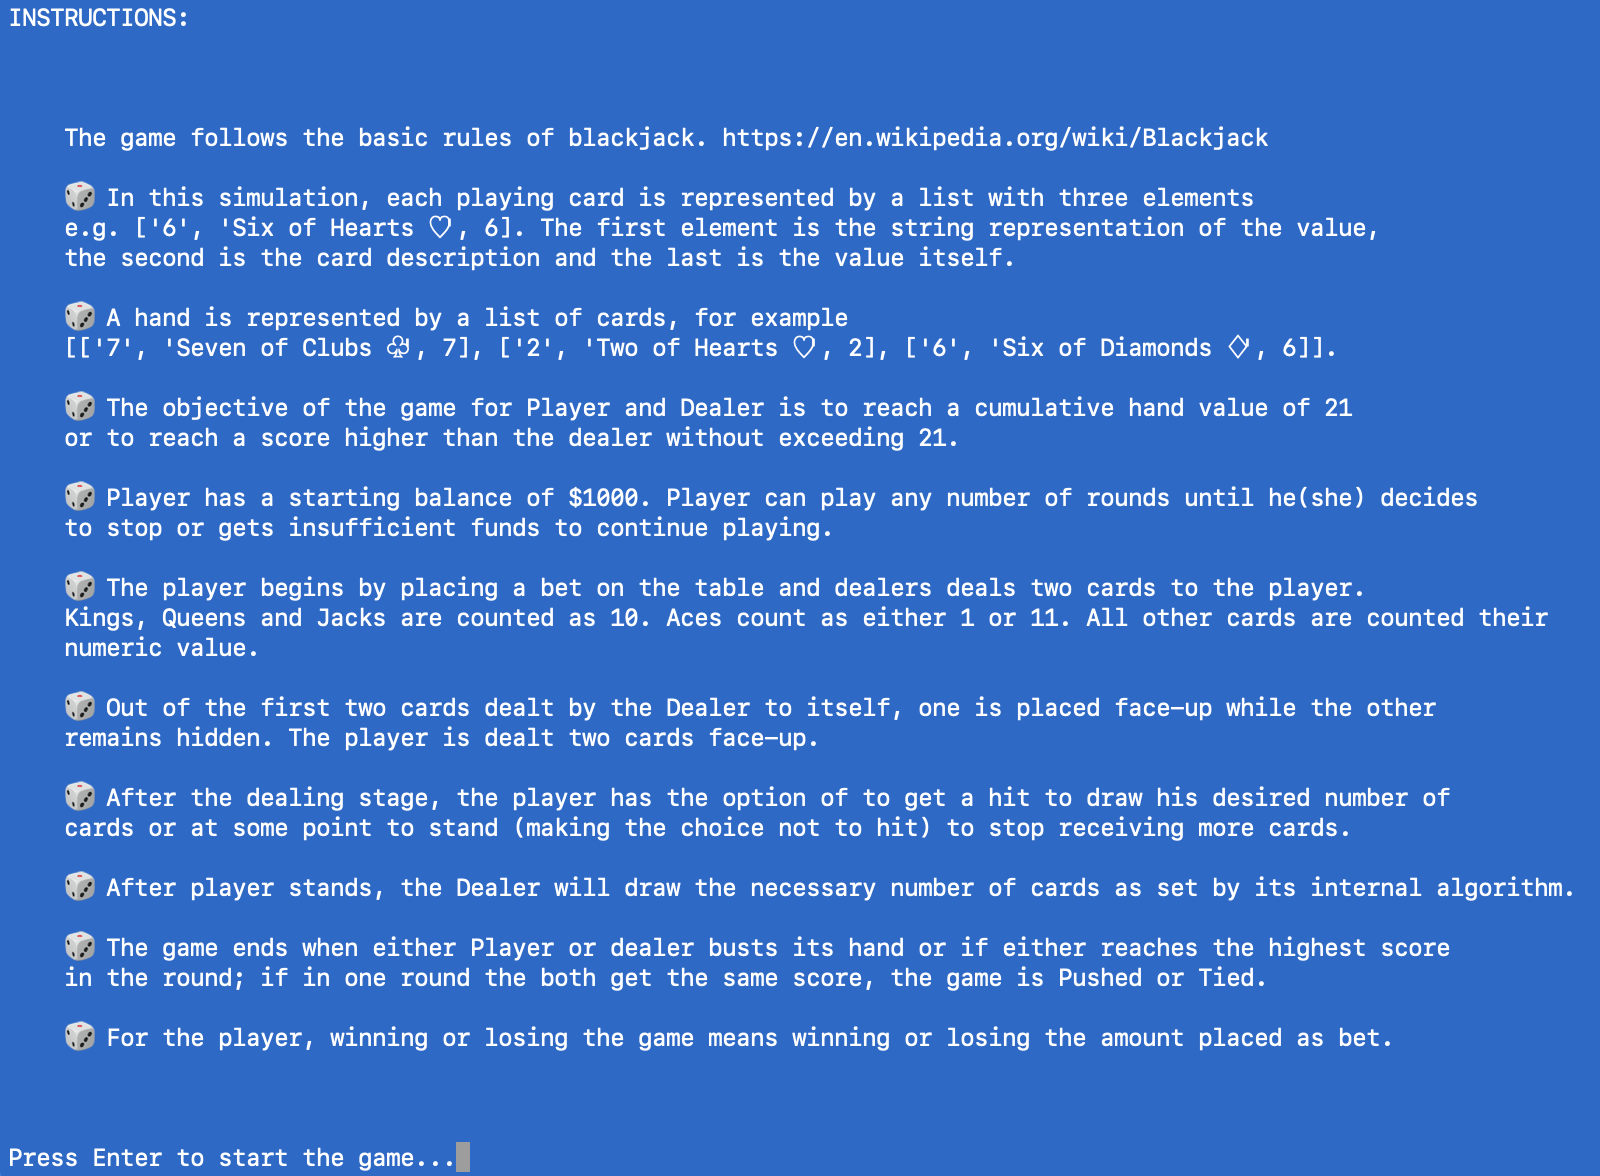 INSTRUCTIONS:
The game follows the basic rules of blackjack. https://en.wikipedia.org/wiki/Blackjack
🎲 In this simulation, each playing card is represented by a list with three elements
e.g. ['6', 'Six of Hearts ♡', 6]. The first element is the string representation of the value,
the second is the card description and the last is the value itself.
🎲 A hand is represented by a list of cards, for example
[['7', 'Seven of Clubs ♧', 7], ['2', 'Two of Hearts ♡', 2], ['6', 'Six of Diamonds ♢', 6]].
🎲 The objective of the game for Player and Dealer is to reach a cumulative hand value of 21
or to reach a score higher than the dealer without exceeding 21.
🎲 Player has a starting balance of $1000. Player can play any number of rounds until he(she) decides
to stop or gets insufficient funds to continue playing.
🎲 The player begins by placing a bet on the table and dealers deals two cards to the player.
Kings, Queens and Jacks are counted as 10. Aces count as either 1 or 11. All other cards are counted their
numeric value.
🎲 Out of the first two cards dealt by the Dealer to itself, one is placed face-up while the other
remains hidden. The player is dealt two cards face-up.
🎲 After the dealing stage, the player has the option of to get a hit to draw his desired number of
cards or at some point to stand (making the choice not to hit) to stop receiving more cards.
🎲 After player stands, the Dealer will draw the necessary number of cards as set by its internal algorithm.
🎲 The game ends when either Player or dealer busts its hand or if either reaches the highest score
in the round; if in one round the both get the same score, the game is Pushed or Tied.
🎲 For the player, winning or losing the game means winning or losing the amount placed as bet.
Press Enter to start the game...